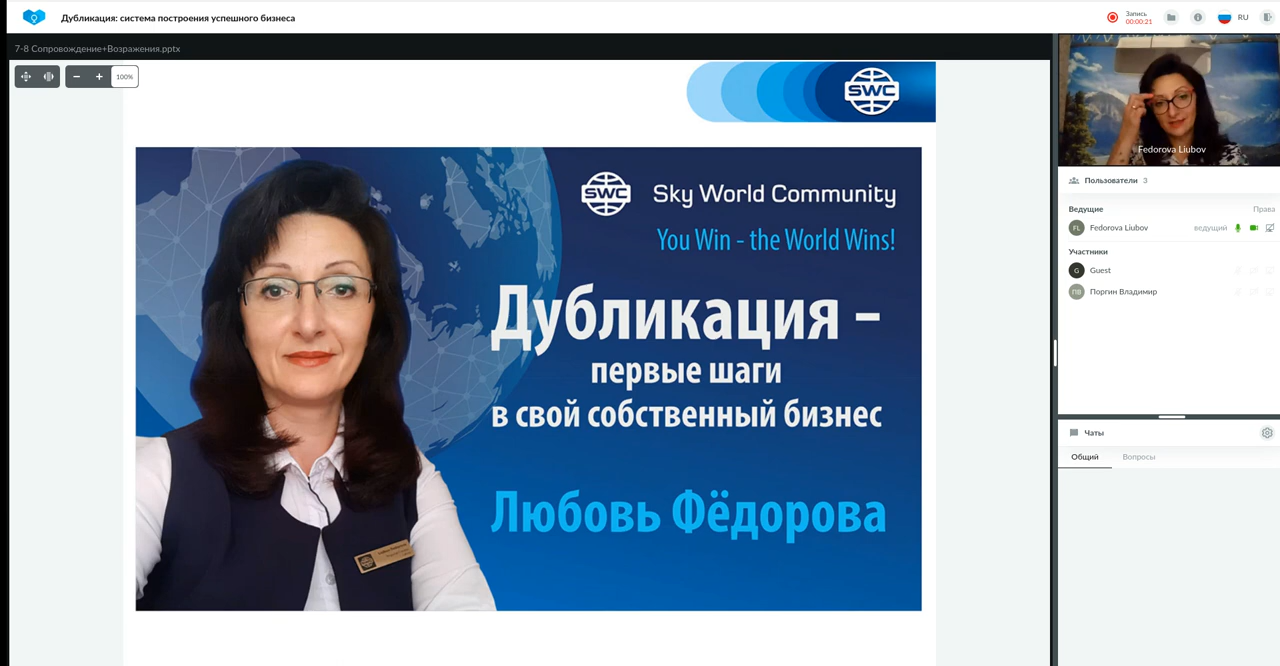 Дубликация: система построения успешного бизнеса
Запись
00:00:21
RU
7-8 Сопровождение+Возражения.pptx
100%
SWC
SWC
Sky World Community
You Win - the World Wins!
Дубликация –
первые шаги
в свой собственный бизнес
Любовь Фёдорова
SWC
Fedorova Liubov
Пользователи 3
Ведущие
Права
FL
Fedorova Liubov
ведущий
Участники
G
Guest
ПВ
Поргин Владимир
Чаты
Общий
Вопросы